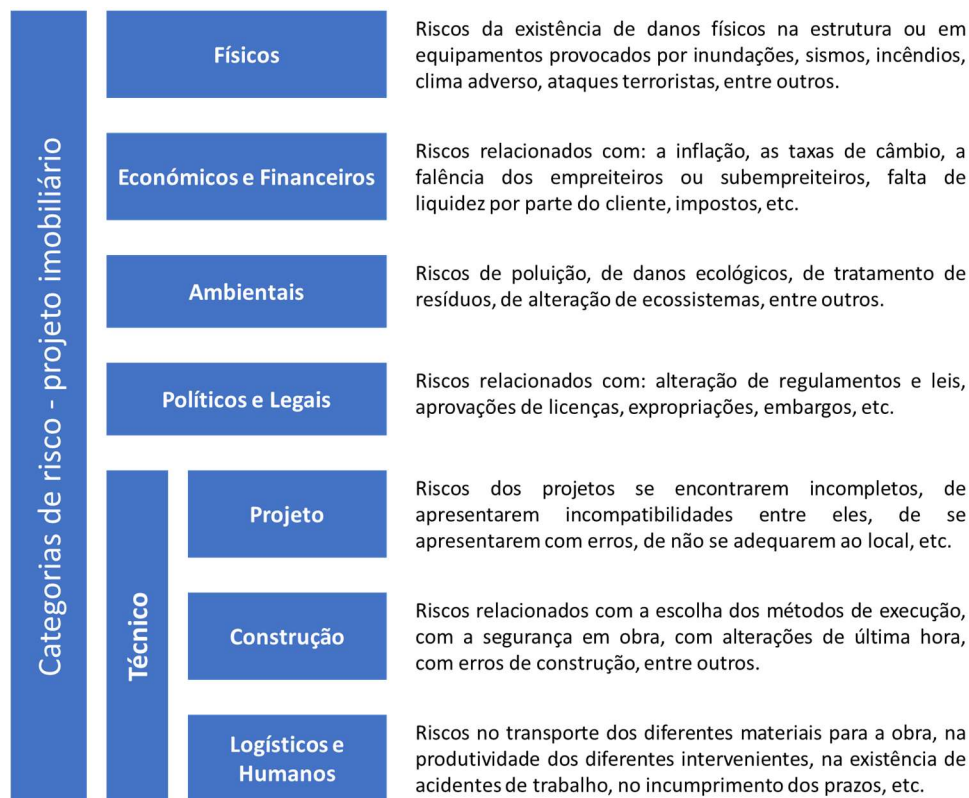 Categorias de risco - projeto imobiliário
Físicos
Riscos da existência de danos físicos na estrutura ou em
equipamentos provocados por inundações, sismos, incêndios,
clima adverso, ataques terroristas, entre outros.
Económicos e Financeiros
Riscos relacionados com: a inflação, as taxas de câmbio, a
falência dos empreiteiros ou subempreiteiros, falta de
liquidez por parte do cliente, impostos, etc.
Ambientais
Riscos de poluição, de danos ecológicos, de tratamento de
resíduos, de alteração de ecossistemas, entre outros.
Políticos e Legais
Riscos relacionados com: alteração de regulamentos e leis,
aprovações de licenças, expropriações, embargos, etc.
Técnico
Projeto
Riscos dos projetos se encontrarem incompletos, de
apresentarem incompatibilidades entre eles, de se
apresentarem com erros, de não se adequarem ao local, etc.
Construção
Riscos relacionados com a escolha dos métodos de execução,
com a segurança em obra, com alterações de última hora,
com erros de construção, entre outros.
Logísticos e
Humanos
Riscos no transporte dos diferentes materiais para a obra, na
produtividade dos diferentes intervenientes, na existência de
acidentes de trabalho, no incumprimento dos prazos, etc.